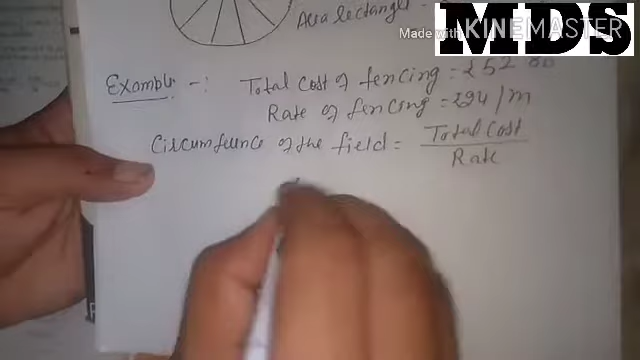 Area rectangle -
Made with KINEMASTER
MDS
Example -: Total Cost of fencing = ₹ 52 80
Rate of fencing = ₹24/m
Circumference of the field = Total Cost
Rate